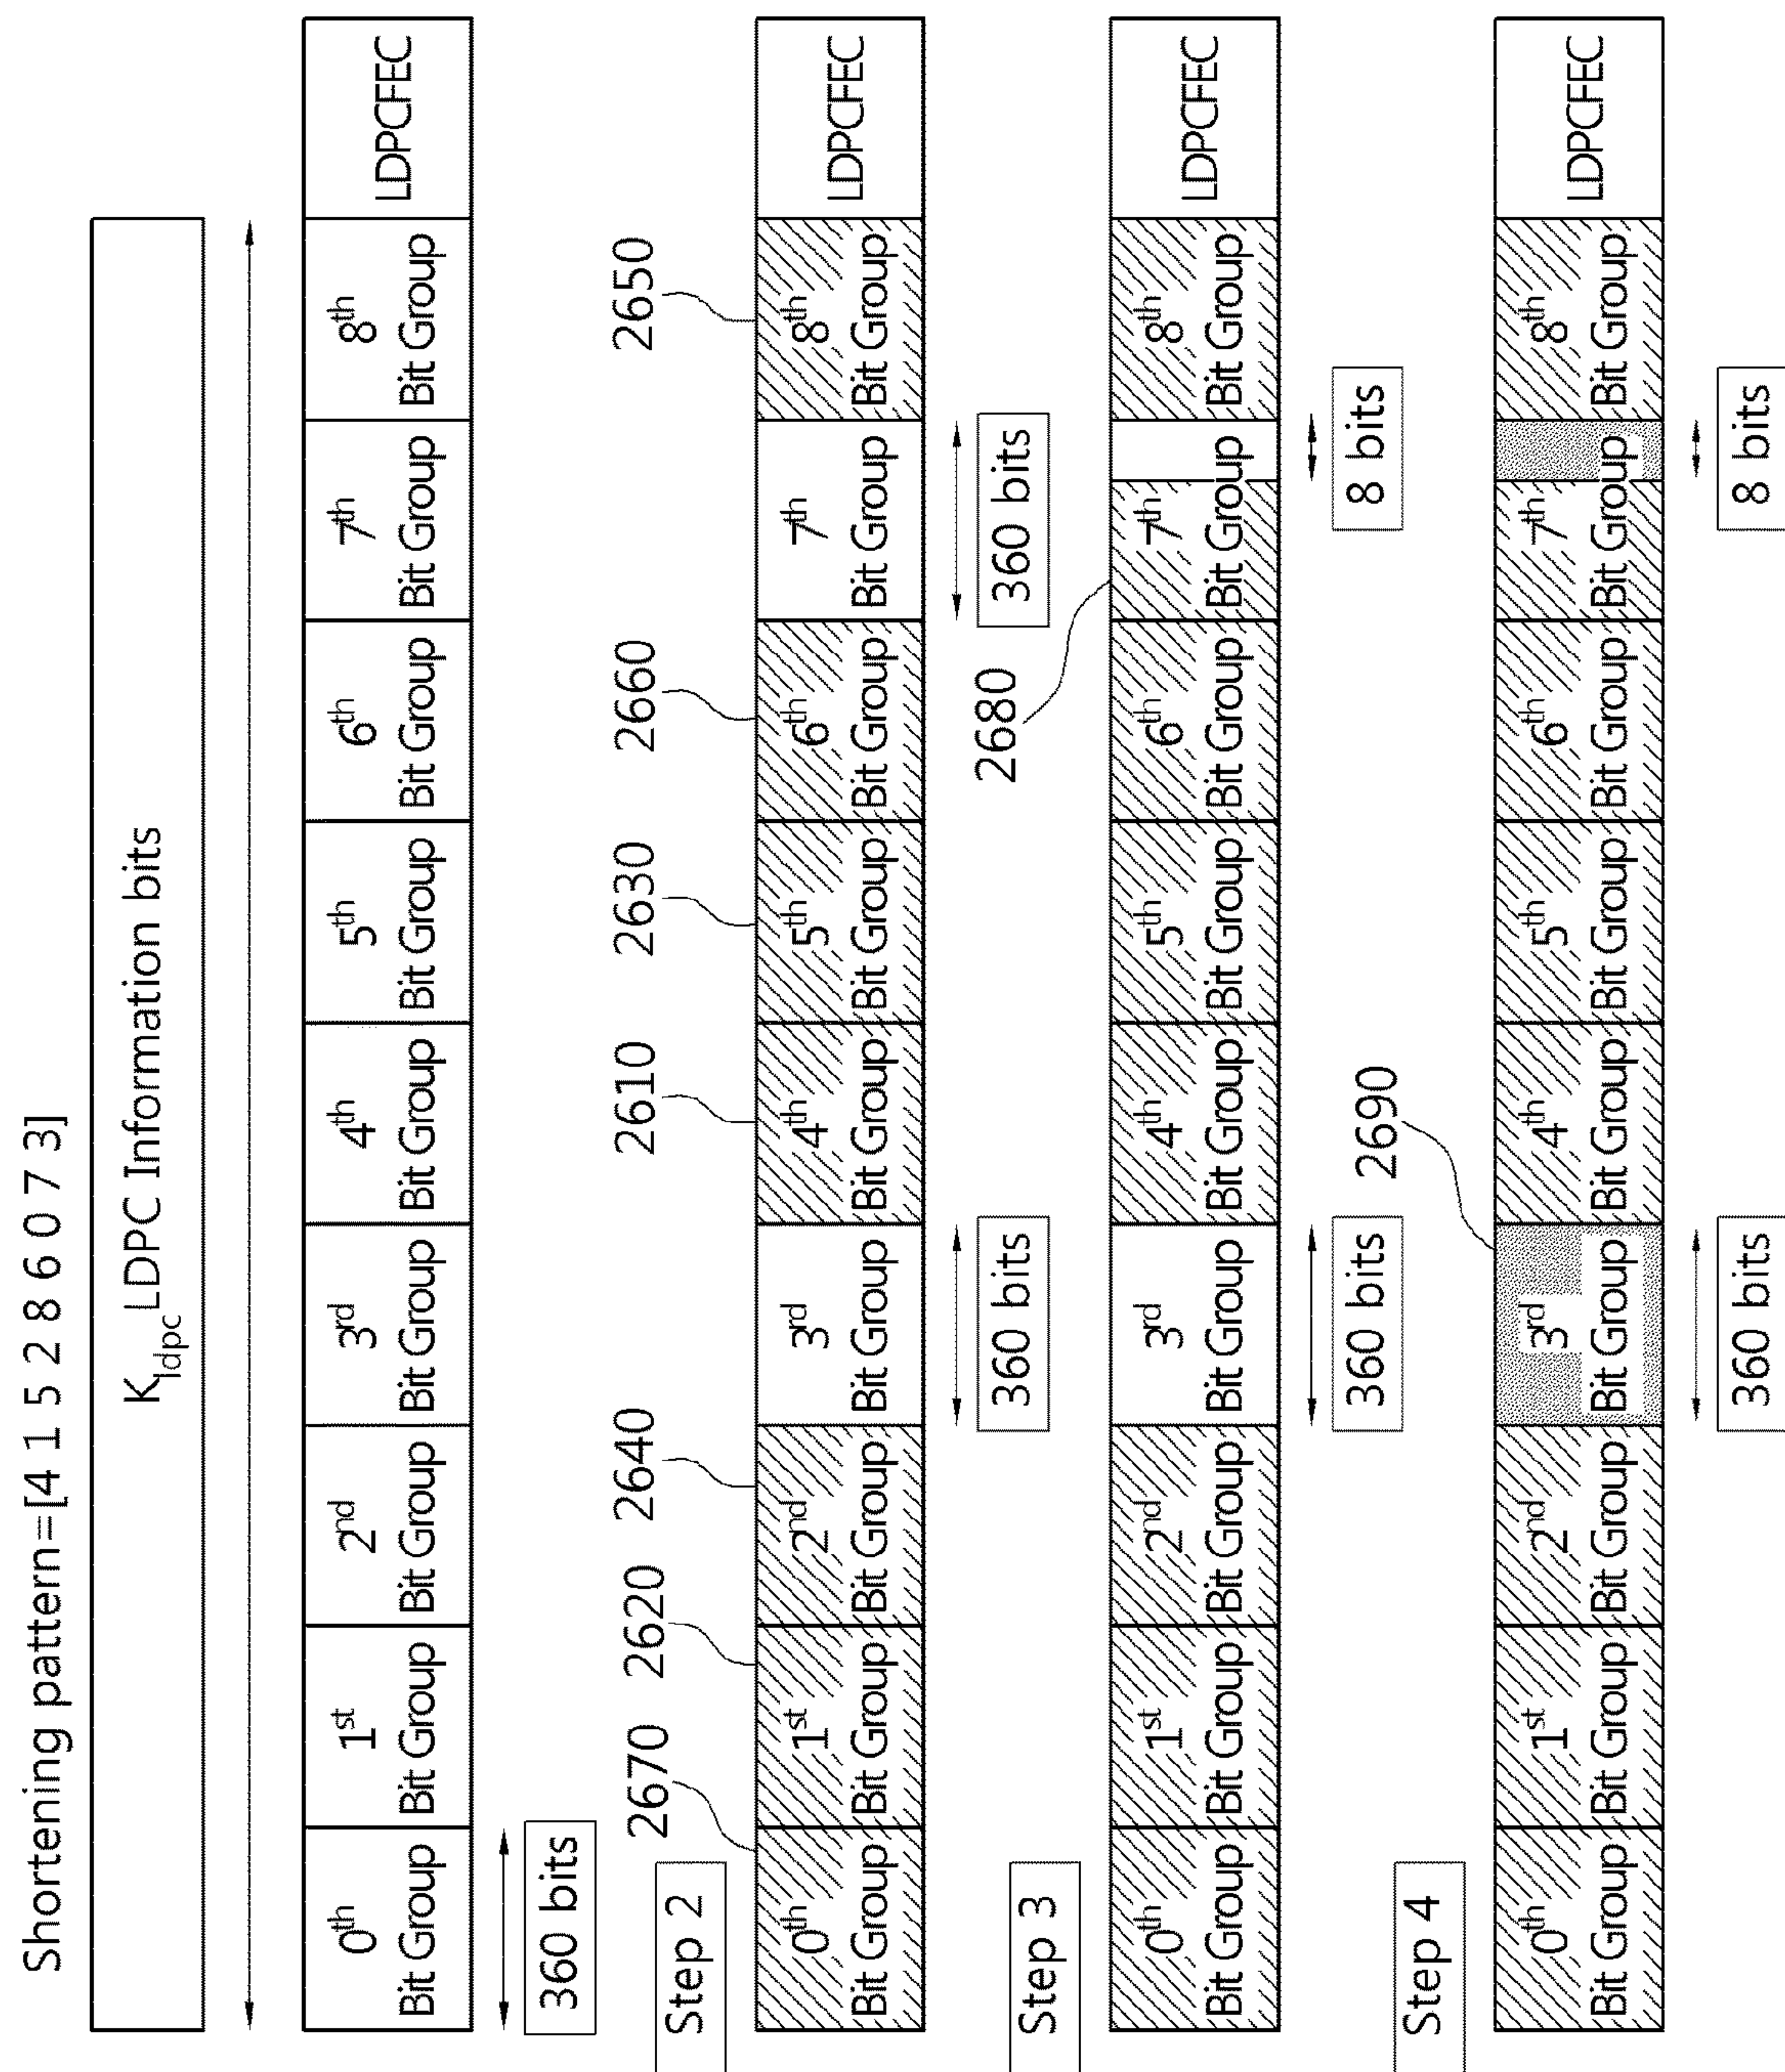 Shortening pattern=[4 1 5 2 8 6 0 7 3]
K_ldpc LDPC Information bits
0th Bit Group
1st Bit Group
2nd Bit Group
3rd Bit Group
4th Bit Group
5th Bit Group
6th Bit Group
7th Bit Group
8th Bit Group
LDPCFEC
360 bits
Step 2
2670
2620
2640
2610
2630
2660
2650
0th Bit Group
1st Bit Group
2nd Bit Group
3rd Bit Group
4th Bit Group
5th Bit Group
6th Bit Group
7th Bit Group
8th Bit Group
LDPCFEC
360 bits
360 bits
Step 3
2680
0th Bit Group
1st Bit Group
2nd Bit Group
3rd Bit Group
4th Bit Group
5th Bit Group
6th Bit Group
7th Bit Group
8th Bit Group
LDPCFEC
360 bits
8 bits
Step 4
2690
0th Bit Group
1st Bit Group
2nd Bit Group
3rd Bit Group
4th Bit Group
5th Bit Group
6th Bit Group
7th Bit Group
8th Bit Group
LDPCFEC
360 bits
8 bits